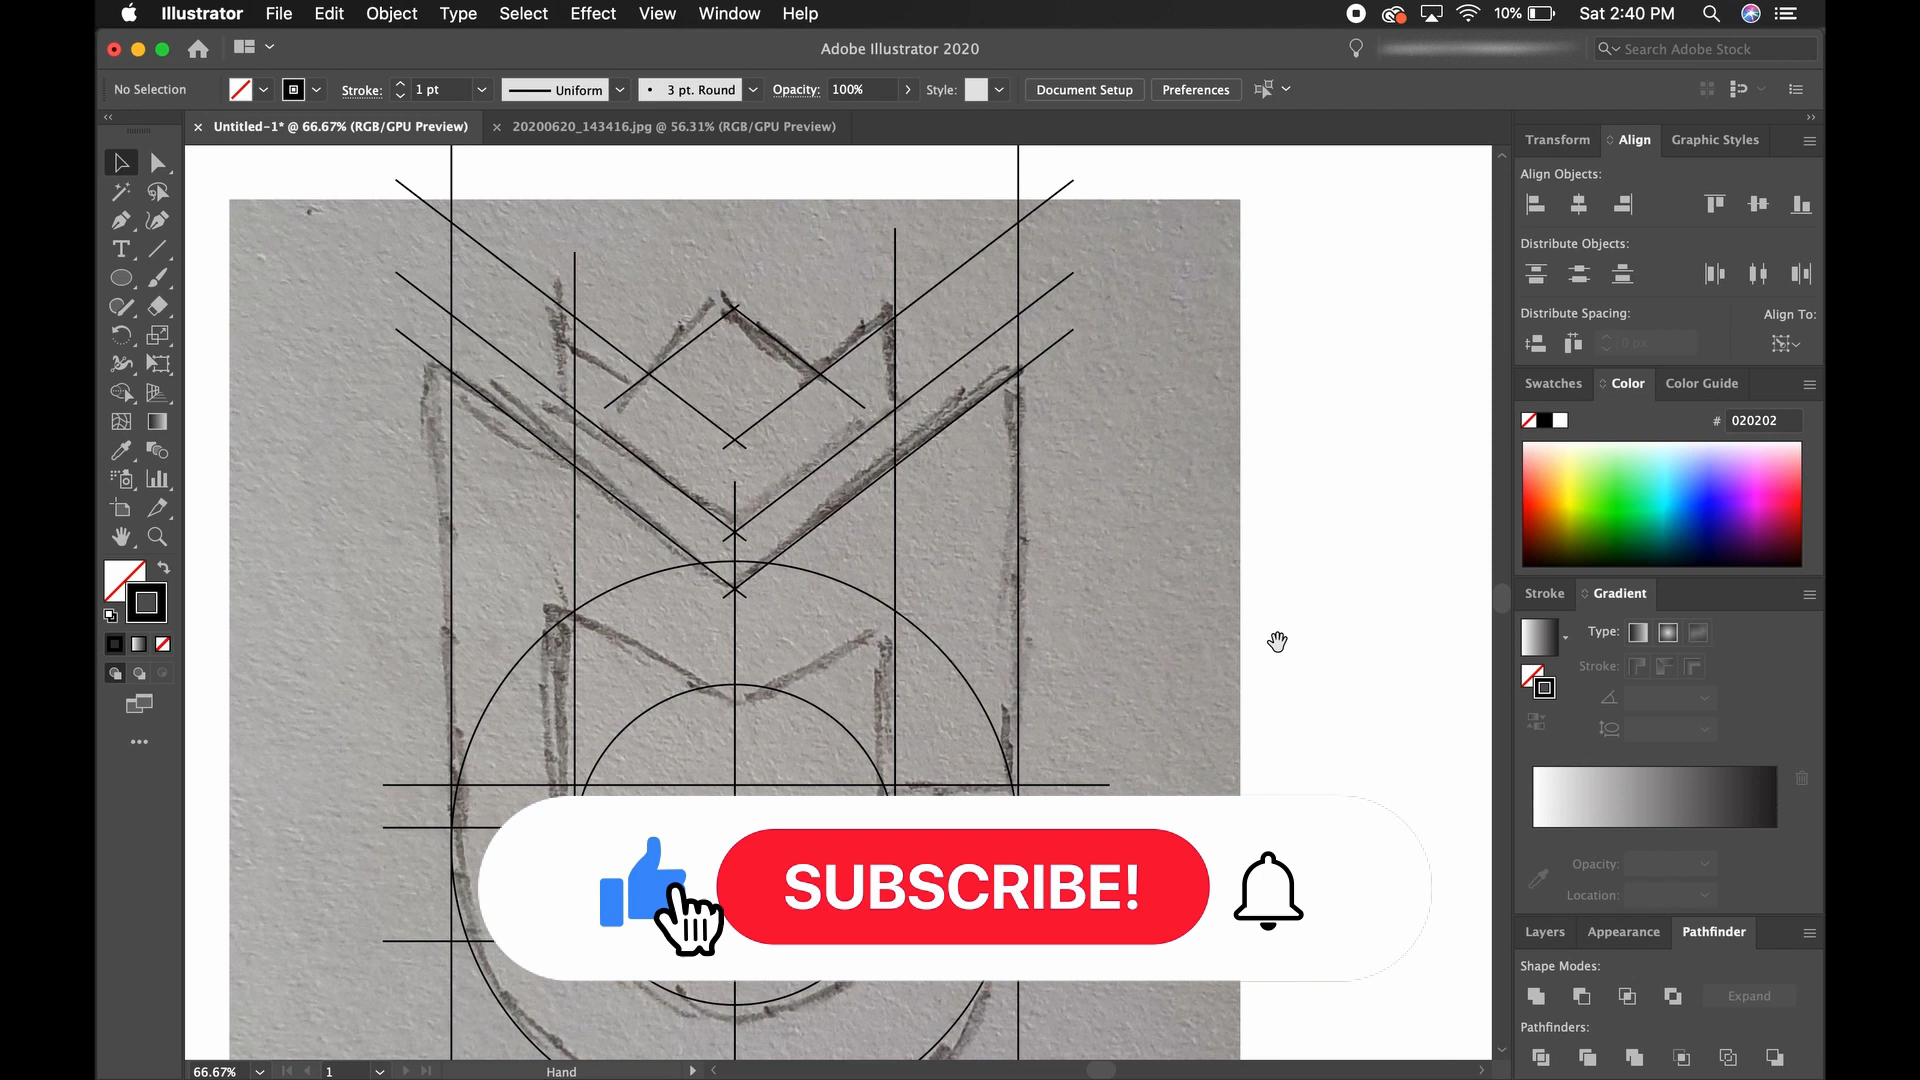 Illustrator File Edit Object Type Select Effect View Window Help 10% Sat 2:40 PM
Adobe Illustrator 2020 Search Adobe Stock
No Selection Stroke: 1 pt Uniform 3 pt. Round Opacity: 100% Style: Document Setup Preferences
Untitled-1* @ 66.67% (RGB/GPU Preview) 20200620_143416.jpg @ 56.31% (RGB/GPU Preview)
Transform Align Graphic Styles
Align Objects:
Distribute Objects:
Distribute Spacing: Align To:
0 px
Swatches Color Color Guide
# 020202
Stroke Gradient
Type:
Stroke:
Opacity:
Location:
SUBSCRIBE!
Layers Appearance Pathfinder
Shape Modes:
Expand
Pathfinders:
66.67% 1 Hand